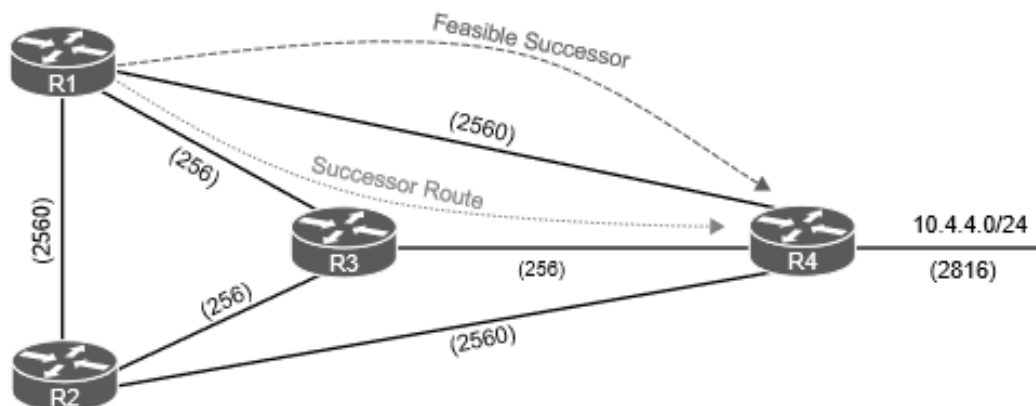 Feasible Successor
R1
(2560)
(256)
Successor Route
(2560)
10.4.4.0/24
R3
R4
(256)
(2816)
(256)
(2560)
R2